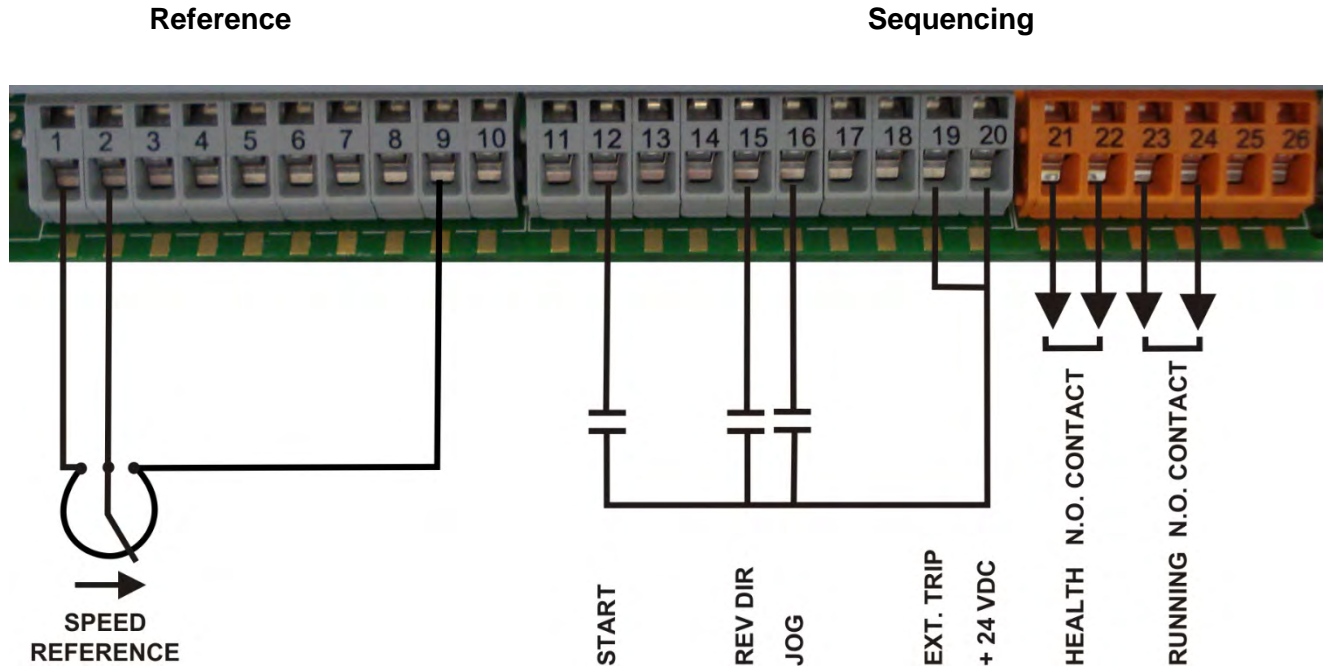 Reference
Sequencing
1 2 3 4 5 6 7 8 9 10 11 12 13 14 15 16 17 18 19 20 21 22 23 24 25 26
SPEED
REFERENCE
START
REV DIR
JOG
EXT. TRIP
+ 24 VDC
HEALTH N.O. CONTACT
RUNNING N.O. CONTACT